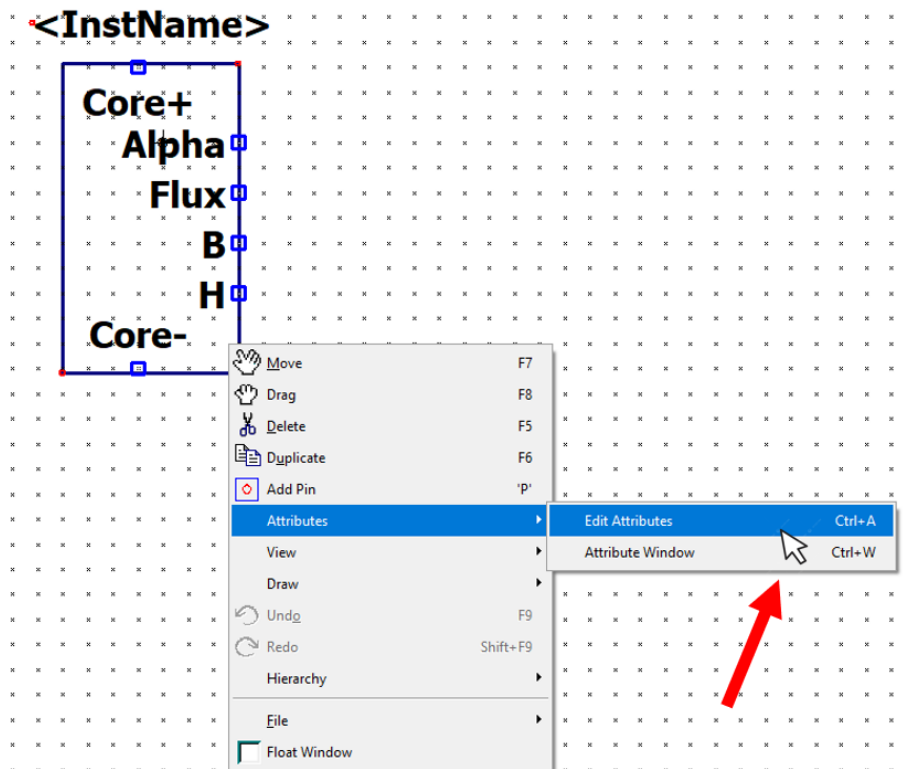 <InstName>
Core+
Alpha
Flux
B
H
Core-
Move F7
Drag F8
Delete F5
Duplicate F6
Add Pin 'P'
Attributes
Edit Attributes Ctrl+A
View
Attribute Window Ctrl+W
Draw
Undo F9
Redo Shift+F9
Hierarchy
File
Float Window